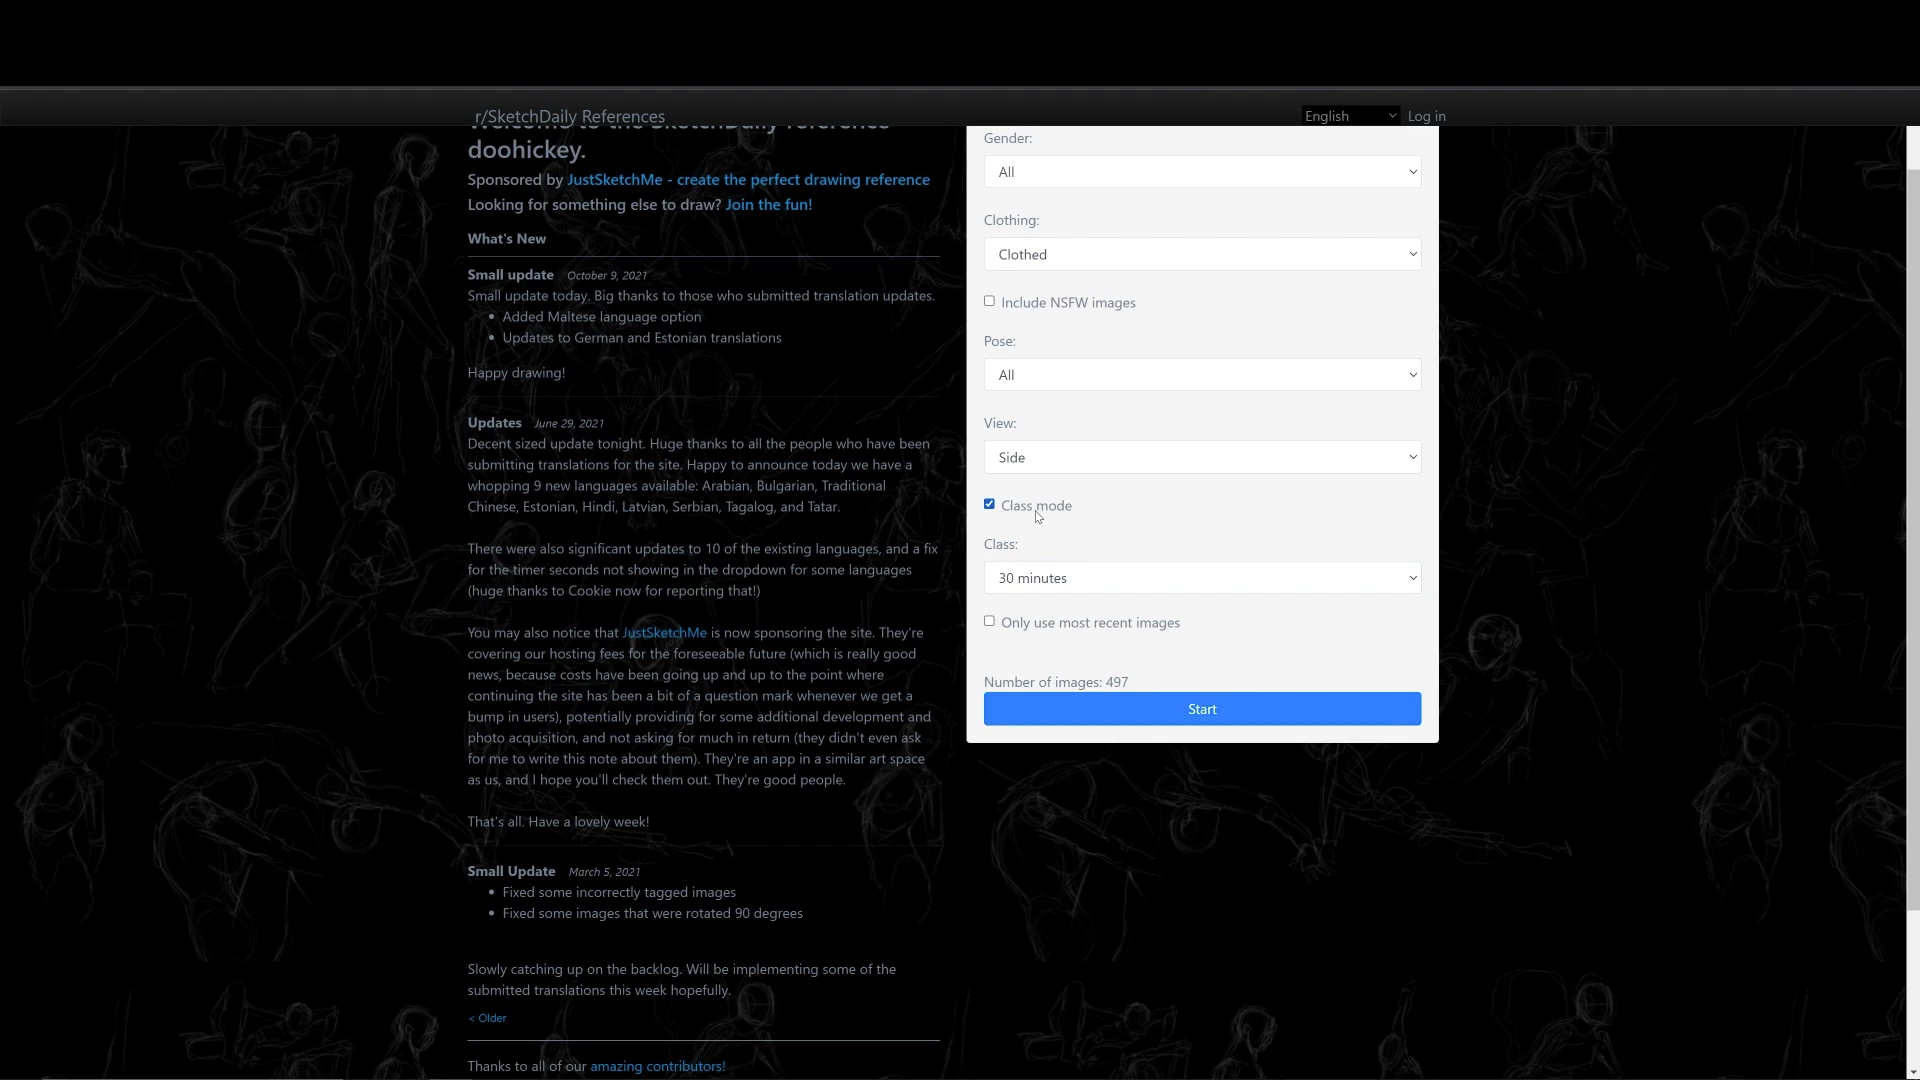 r/SketchDaily References
English
Log in
Welcome to the SketchDaily reference
doohickey.
Sponsored by JustSketchMe - create the perfect drawing reference
Looking for something else to draw? Join the fun!
What's New
Small update October 9, 2021
Small update today. Big thanks to those who submitted translation updates.
• Added Maltese language option
• Updates to German and Estonian translations
Happy drawing!
Updates June 29, 2021
Decent sized update tonight. Huge thanks to all the people who have been
submitting translations for the site. Happy to announce today we have a
whopping 9 new languages available: Arabian, Bulgarian, Traditional
Chinese, Estonian, Hindi, Latvian, Serbian, Tagalog, and Tatar.
There were also significant updates to 10 of the existing languages, and a fix
for the timer seconds not showing in the dropdown for some languages
(huge thanks to Cookie now for reporting that!)
You may also notice that JustSketchMe is now sponsoring the site. They're
covering our hosting fees for the foreseeable future (which is really good
news, because costs have been going up and up to the point where
continuing the site has been a bit of a question mark whenever we get a
bump in users), potentially providing for some additional development and
photo acquisition, and not asking for much in return (they didn't even ask
for me to write this note about them). They're an app in a similar art space
as us, and I hope you'll check them out. They're good people.
That's all. Have a lovely week!
Small Update March 5, 2021
• Fixed some incorrectly tagged images
• Fixed some images that were rotated 90 degrees
Slowly catching up on the backlog. Will be implementing some of the
submitted translations this week hopefully.
< Older
Thanks to all of our amazing contributors!
Gender:
All
Clothing:
Clothed
Include NSFW images
Pose:
All
View:
Side
Class mode
Class:
30 minutes
Only use most recent images
Number of images: 497
Start